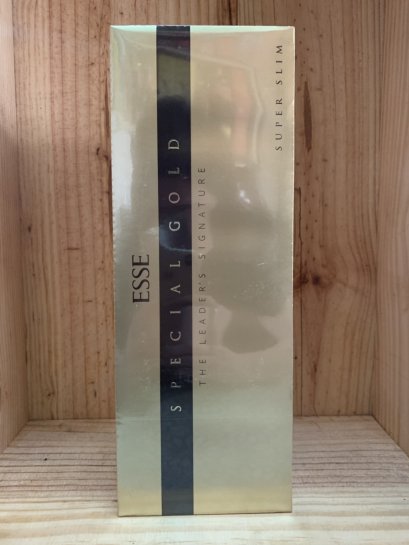 ESSE
SPECIAL GOLD
THE LEADER'S SIGNATURE
SUPER SLIM